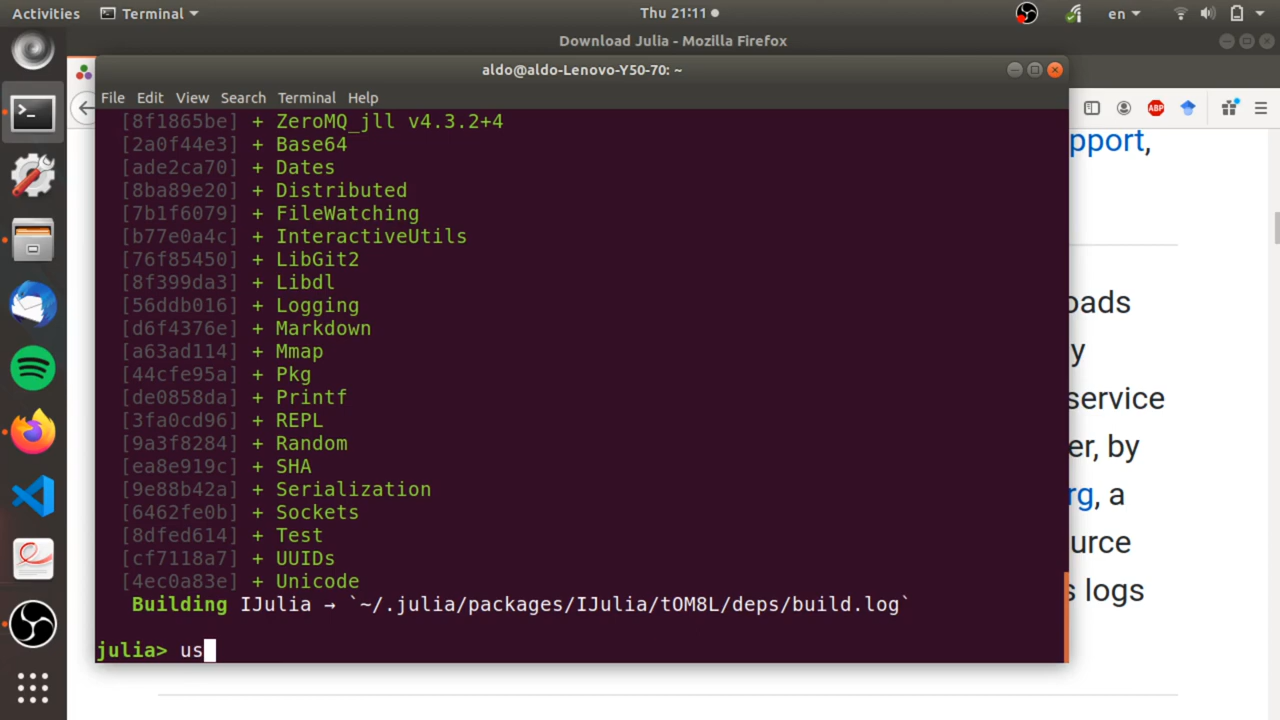 Activities Terminal Thu 21:11 en
Download Julia - Mozilla Firefox
aldo@aldo-Lenovo-Y50-70: ~
File Edit View Search Terminal Help
ABP
[8f1865be] + ZeroMQ_jll v4.3.2+4
[2a0f44e3] + Base64
[ade2ca70] + Dates
[8ba89e20] + Distributed
[7b1f6079] + FileWatching
[b77e0a4c] + InteractiveUtils
[76f85450] + LibGit2
[8f399da3] + Libdl
[56ddb016] + Logging
[d6f4376e] + Markdown
[a63ad114] + Mmap
[44cfe95a] + Pkg
[de0858da] + Printf
[3fa0cd96] + REPL
[9a3f8284] + Random
[ea8e919c] + SHA
[9e88b42a] + Serialization
[6462fe0b] + Sockets
[8dfed614] + Test
[cf7118a7] + UUIDs
[4ec0a83e] + Unicode
Building IJulia → `~/.julia/packages/IJulia/tOM8L/deps/build.log`
julia> us
pport,
oads
y
service
er, by
rg, a
urce
s logs